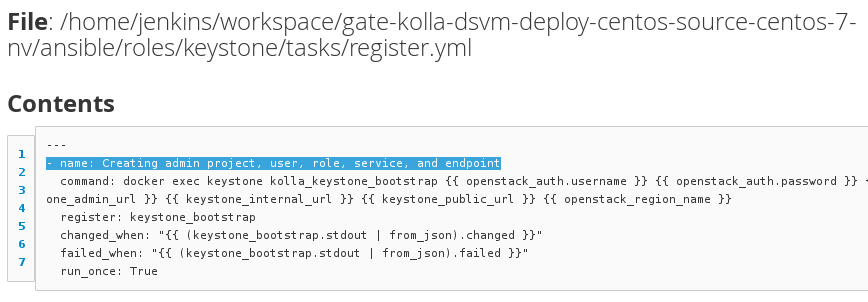 File: /home/jenkins/workspace/gate-kolla-dsvm-deploy-centos-source-centos-7-
nv/ansible/roles/keystone/tasks/register.yml
Contents
1
2
3
4
5
6
7
---
- name: Creating admin project, user, role, service, and endpoint
  command: docker exec keystone kolla_keystone_bootstrap {{ openstack_auth.username }} {{ openstack_auth.password }}
one_admin_url }} {{ keystone_internal_url }} {{ keystone_public_url }} {{ openstack_region_name }}
  register: keystone_bootstrap
  changed_when: "{{ (keystone_bootstrap.stdout | from_json).changed }}"
  failed_when: "{{ (keystone_bootstrap.stdout | from_json).failed }}"
  run_once: True